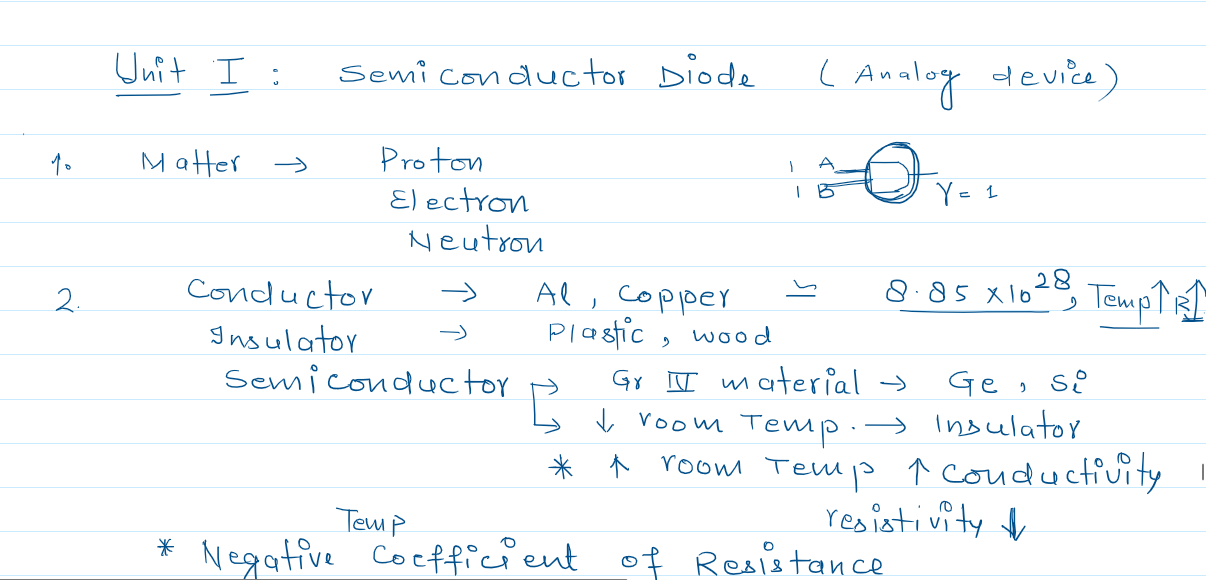 Unit I : Semiconductor Diode (Analog device)
1. Matter → Proton
1 A
Electron
1 B Y = 1
Neutron
2. Conductor → Al, Copper ≃ 8.85 x10^28, Temp↑ R↑
Insulator → Plastic, wood
Semiconductor → Gr IV material → Ge, Si
↳ ↓ room Temp. → Insulator
* ↑ room Temp ↑ conductivity
Temp resistivity ↓
* Negative Coefficient of Resistance